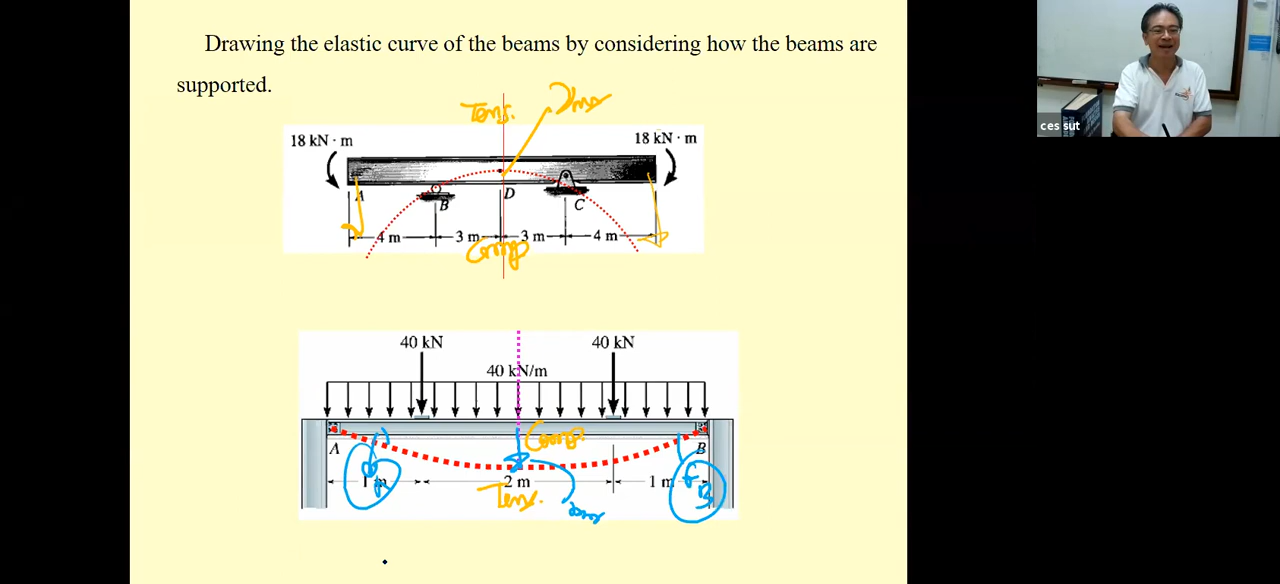 Drawing the elastic curve of the beams by considering how the beams are
supported.
ces sut
Tens.
18 kN · m
18 kN · m
A
B
D
C
4 m
3 m
3 m
4 m
Comp
40 kN
40 kN
40 kN/m
Comp.
A
B
1 m
2 m
1 m
Tens.